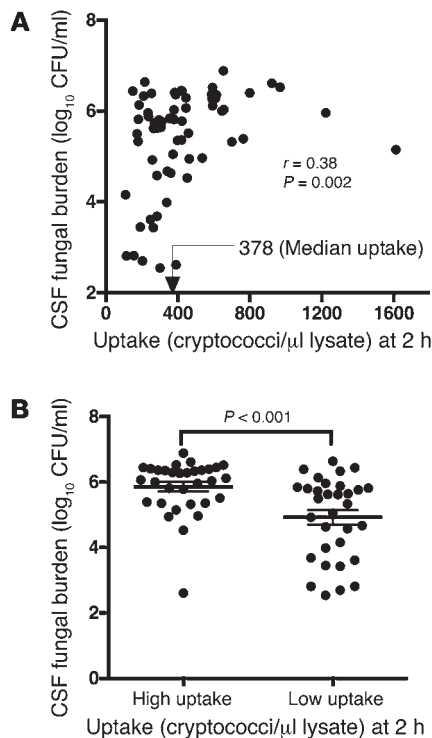 A
CSF fungal burden (log10 CFU/ml)
8
6
4
2
r = 0.38
P = 0.002
378 (Median uptake)
0 400 800 1200 1600
Uptake (cryptococci/μl lysate) at 2 h
B
CSF fungal burden (log10 CFU/ml)
P < 0.001
8
6
4
2
0
High uptake Low uptake
Uptake (cryptococci/μl lysate) at 2 h